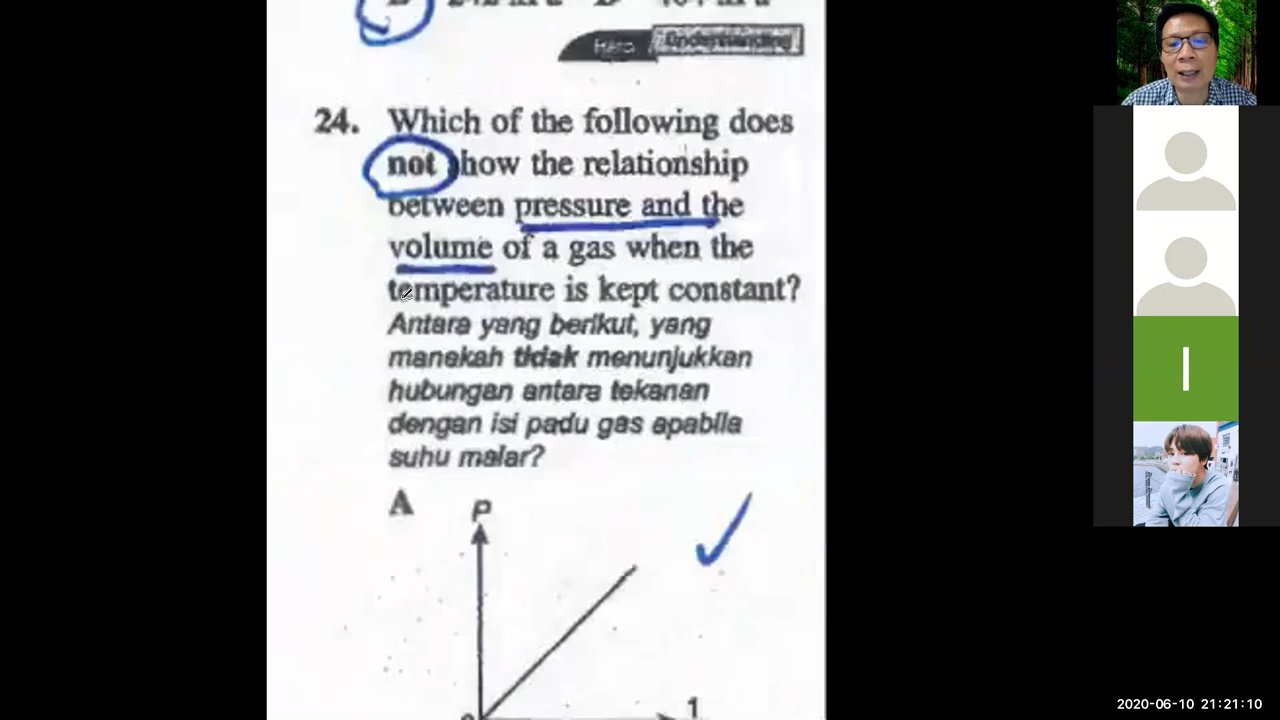 Hero Understanding
24. Which of the following does
not show the relationship
between pressure and the
volume of a gas when the
temperature is kept constant?
Antara yang berikut, yang
manakah tidak menunjukkan
hubungan antara tekanan
dengan isi padu gas apabila
suhu malar?
A
P
1
I
2020-06-10 21:21:10